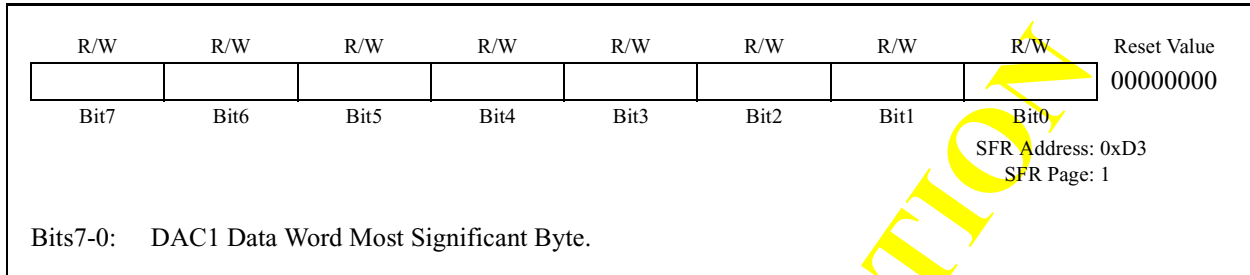 R/W R/W R/W R/W R/W R/W R/W R/W Reset Value
00000000
Bit7 Bit6 Bit5 Bit4 Bit3 Bit2 Bit1 Bit0
SFR Address: 0xD3
SFR Page: 1
Bits7-0: DAC1 Data Word Most Significant Byte.
TION